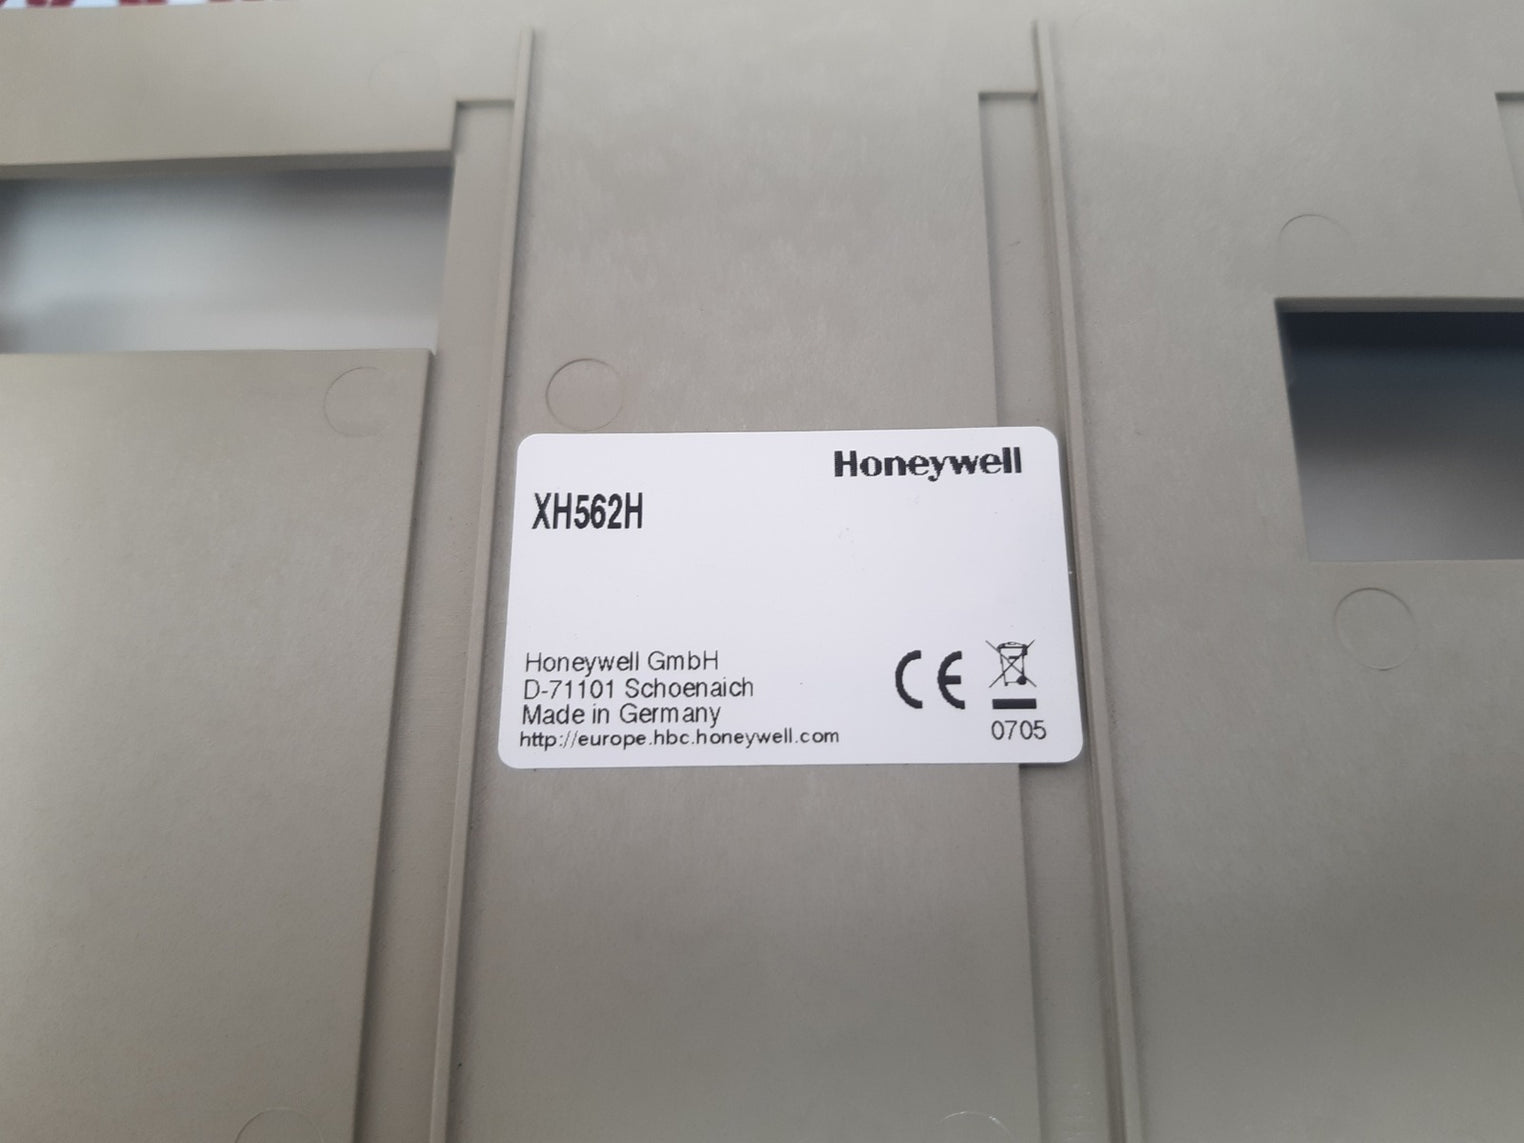 Honeywell
XH562H
Honeywell GmbH
D-71101 Schoenaich
Made in Germany
http://europe.hbc.honeywell.com
CE
0705